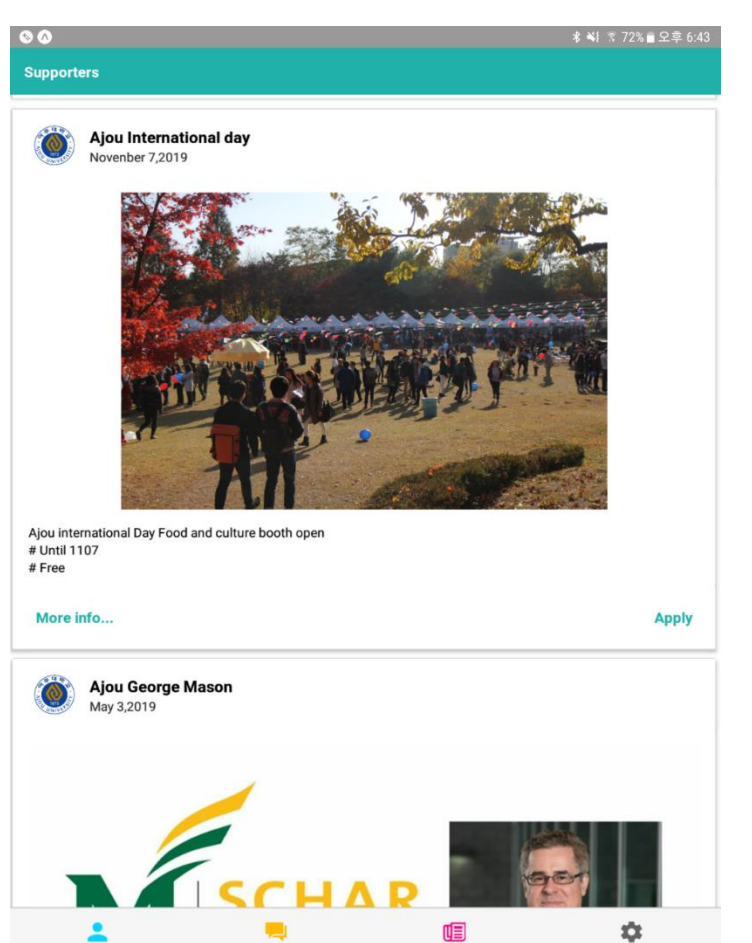 72% 오후 6:43
Supporters
Ajou International day
Novenber 7,2019
Ajou international Day Food and culture booth open
# Until 1107
# Free
More info...
Apply
Ajou George Mason
May 3,2019
SCHAR